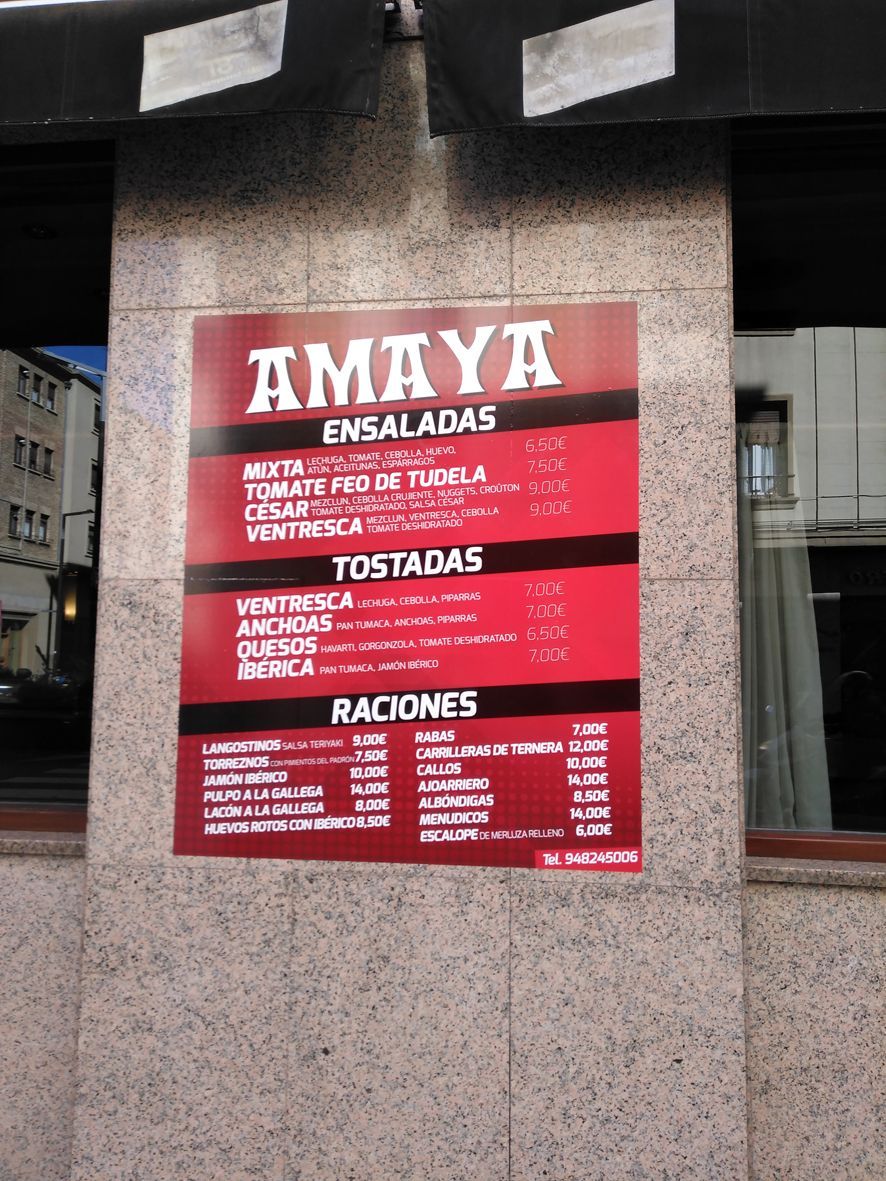 AMAYA
ENSALADAS
MIXTA LECHUGA, TOMATE, CEBOLLA, HUEVO, ATÚN, ACEITUNAS, ESPÁRRAGOS 6,50€
TOMATE FEO DE TUDELA 7,50€
CÉSAR MEZCLUN, CEBOLLA CRUJIENTE, NUGGETS, CROÛTON TOMATE DESHIDRATADO, SALSA CÉSAR 9,00€
VENTRESCA MEZCLUN, VENTRESCA, CEBOLLA TOMATE DESHIDRATADO 9,00€
TOSTADAS
VENTRESCA LECHUGA, CEBOLLA, PIPARRAS 7,00€
ANCHOAS PAN TUMACA, ANCHOAS, PIPARRAS 7,00€
QUESOS HAVARTI, GORGONZOLA, TOMATE DESHIDRATADO 6,50€
IBÉRICA PAN TUMACA, JAMÓN IBÉRICO 7,00€
RACIONES
LANGOSTINOS SALSA TERIYAKI 9,00€
TORREZNOS CON PIMIENTOS DEL PADRÓN 7,50€
JAMÓN IBÉRICO 10,00€
PULPO A LA GALLEGA 14,00€
LACÓN A LA GALLEGA 8,00€
HUEVOS ROTOS CON IBÉRICO 8,50€
RABAS 7,00€
CARRILLERAS DE TERNERA 12,00€
CALLOS 10,00€
AJOARRIERO 14,00€
ALBÓNDIGAS 8,50€
MENUDICOS 14,00€
ESCALOPE DE MERLUZA RELLENO 6,00€
Tel. 948245006